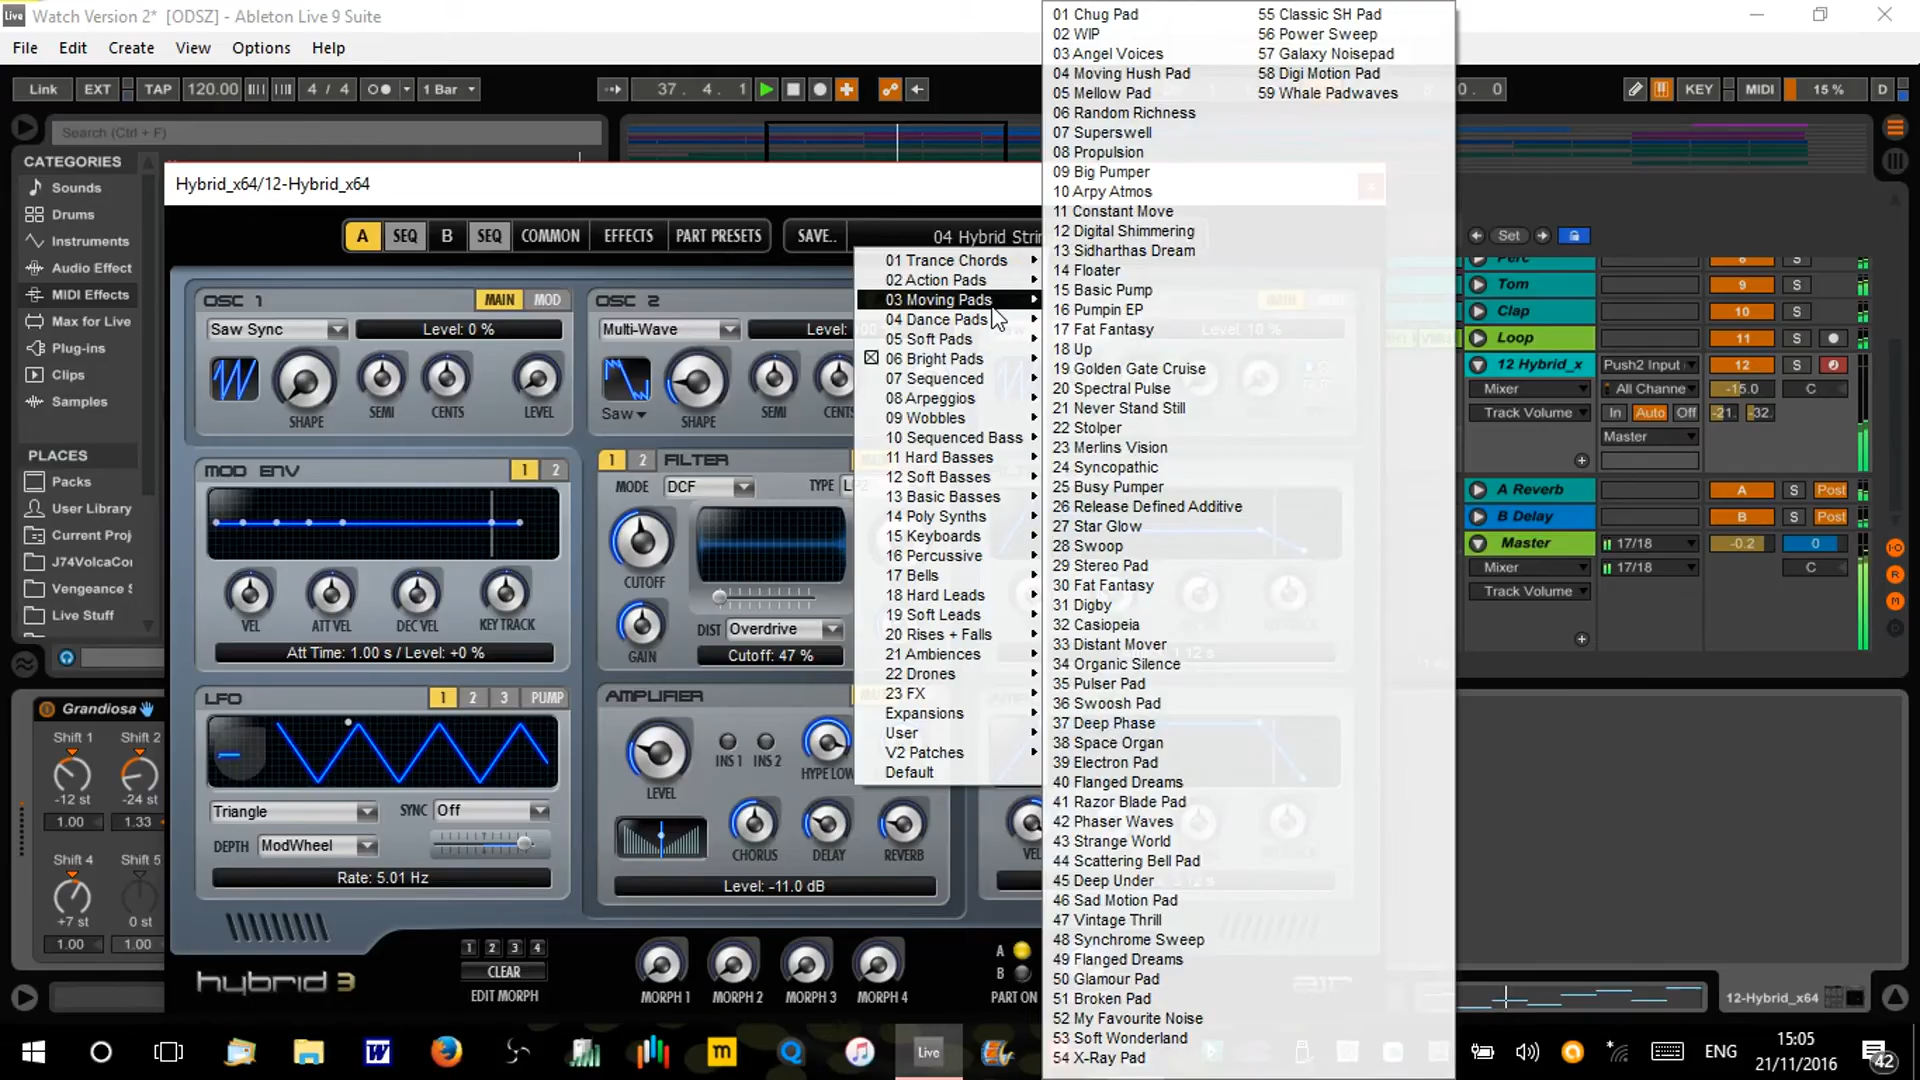 Live Watch Version 2* [ODSZ] - Ableton Live 9 Suite
File Edit Create View Options Help
Link EXT TAP 120.00 4 / 4 1 Bar 37. 4. 1 KEY MIDI 15 % D
Search (Ctrl + F)
CATEGORIES
Sounds
Drums
Instruments
Audio Effect
MIDI Effects
Max for Live
Plug-ins
Clips
Samples
PLACES
Packs
User Library
Current Proj
J74VolcaCor
Vengeance S
Live Stuff
Hybrid_x64/12-Hybrid_x64
A SEQ B SEQ COMMON EFFECTS PART PRESETS SAVE.. 04 Hybrid Strin
OSC 1 MAIN MOD
Saw Sync Level: 0 %
SHAPE SEMI CENTS LEVEL
OSC 2
Multi-Wave Level:
Saw SHAPE SEMI CENTS
MOD ENV 1 2
VEL ATT VEL DEC VEL KEY TRACK
Att Time: 1.00 s / Level: +0 %
1 2 FILTER
MODE DCF TYPE
CUTOFF
GAIN
DIST Overdrive
Cutoff: 47 %
LFO 1 2 3 PUMP
Triangle SYNC Off
DEPTH ModWheel
Rate: 5.01 Hz
AMPLIFIER
LEVEL INS 1 INS 2 HYPE LOW
CHORUS DELAY REVERB
Level: -11.0 dB
hybrid 3
1 2 3 4
CLEAR
EDIT MORPH
MORPH 1 MORPH 2 MORPH 3 MORPH 4
A
B
PART ON
01 Trance Chords
02 Action Pads
03 Moving Pads
04 Dance Pads
05 Soft Pads
06 Bright Pads
07 Sequenced
08 Arpeggios
09 Wobbles
10 Sequenced Bass
11 Hard Basses
12 Soft Basses
13 Basic Basses
14 Poly Synths
15 Keyboards
16 Percussive
17 Bells
18 Hard Leads
19 Soft Leads
20 Rises + Falls
21 Ambiences
22 Drones
23 FX
Expansions
User
V2 Patches
Default
01 Chug Pad
02 WIP
03 Angel Voices
04 Moving Hush Pad
05 Mellow Pad
06 Random Richness
07 Superswell
08 Propulsion
09 Big Pumper
10 Arpy Atmos
11 Constant Move
12 Digital Shimmering
13 Sidharthas Dream
14 Floater
15 Basic Pump
16 Pumpin EP
17 Fat Fantasy
18 Up
19 Golden Gate Cruise
20 Spectral Pulse
21 Never Stand Still
22 Stolper
23 Merlins Vision
24 Syncopathic
25 Busy Pumper
26 Release Defined Additive
27 Star Glow
28 Swoop
29 Stereo Pad
30 Fat Fantasy
31 Digby
32 Casiopeia
33 Distant Mover
34 Organic Silence
35 Pulser Pad
36 Swoosh Pad
37 Deep Phase
38 Space Organ
39 Electron Pad
40 Flanged Dreams
41 Razor Blade Pad
42 Phaser Waves
43 Strange World
44 Scattering Bell Pad
45 Deep Under
46 Sad Motion Pad
47 Vintage Thrill
48 Synchrome Sweep
49 Flanged Dreams
50 Glamour Pad
51 Broken Pad
52 My Favourite Noise
53 Soft Wonderland
54 X-Ray Pad
55 Classic SH Pad
56 Power Sweep
57 Galaxy Noisepad
58 Digi Motion Pad
59 Whale Padwaves
Set
Tom 9 S
Clap 10 S
Loop 11 S
12 Hybrid_x Push2 Input 12
Mixer All Channe -15.0 C
Track Volume In Auto Off -21. -32.
Master
A Reverb A S Post
B Delay B S Post
Master 17/18 -0.2 0
Mixer 17/18 C
Track Volume
Grandiosa
Shift 1 Shift 2
-12 st -24 st
1.00 1.33
Shift 4 Shift 5
+7 st 0 st
1.00 1.00
12-Hybrid_x64
Live ENG 15:05
21/11/2016 42